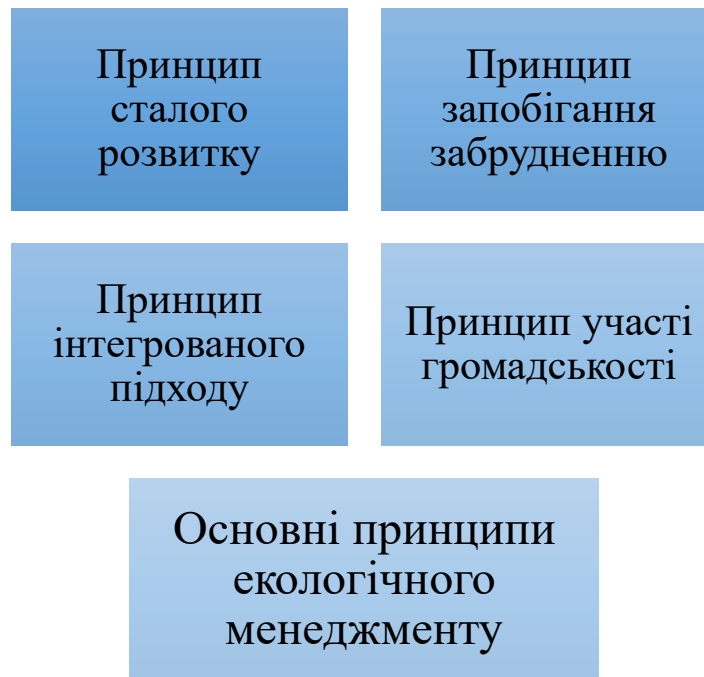 Принцип
сталого
розвитку
Принцип
запобігання
забрудненню
Принцип
інтегрованого
підходу
Принцип участі
громадськості
Основні принципи
екологічного
менеджменту